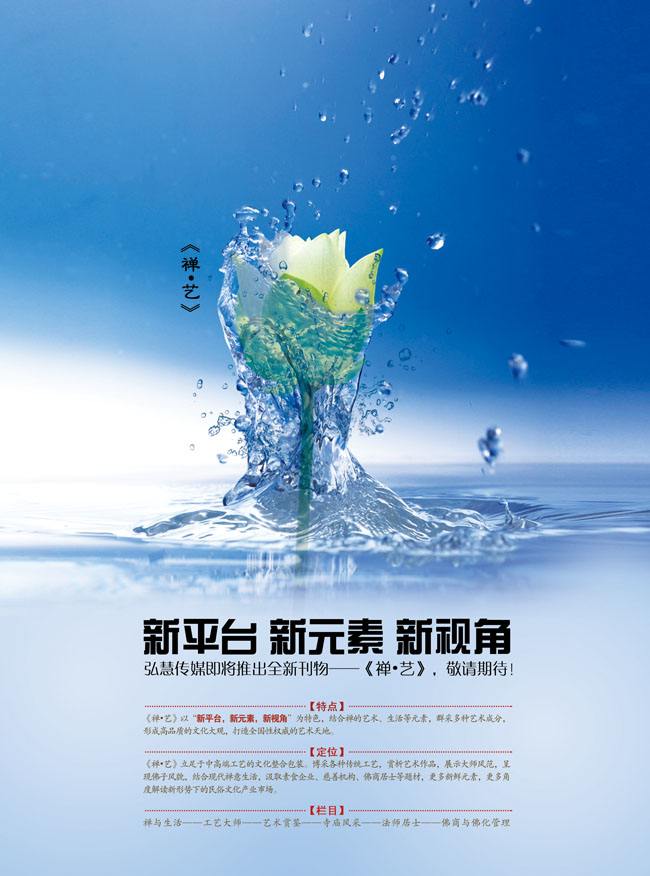 《禅·艺》
新平台 新元素 新视角
弘慧传媒即将推出全新刊物——《禅·艺》，敬请期待！
【特点】
《禅·艺》以“新平台，新元素，新视角”为特色，结合禅的艺术、生活等元素，群采多种艺术成分，
形成高品质的文化大观，打造全国性权威的艺术天地。
【定位】
《禅·艺》立足于中高端工艺的文化整合包装。博采各种传统工艺，赏析艺术作品，展示大师风范，呈
现佛子风貌，结合现代禅意生活，汲取素食企业、慈善机构、佛商居士等题材，更多新鲜元素，更多角
度解读新形势下的民俗文化产业市场。
【栏目】
禅与生活——工艺大师——艺术赏鉴——寺庙风采——法师居士——佛商与佛化管理